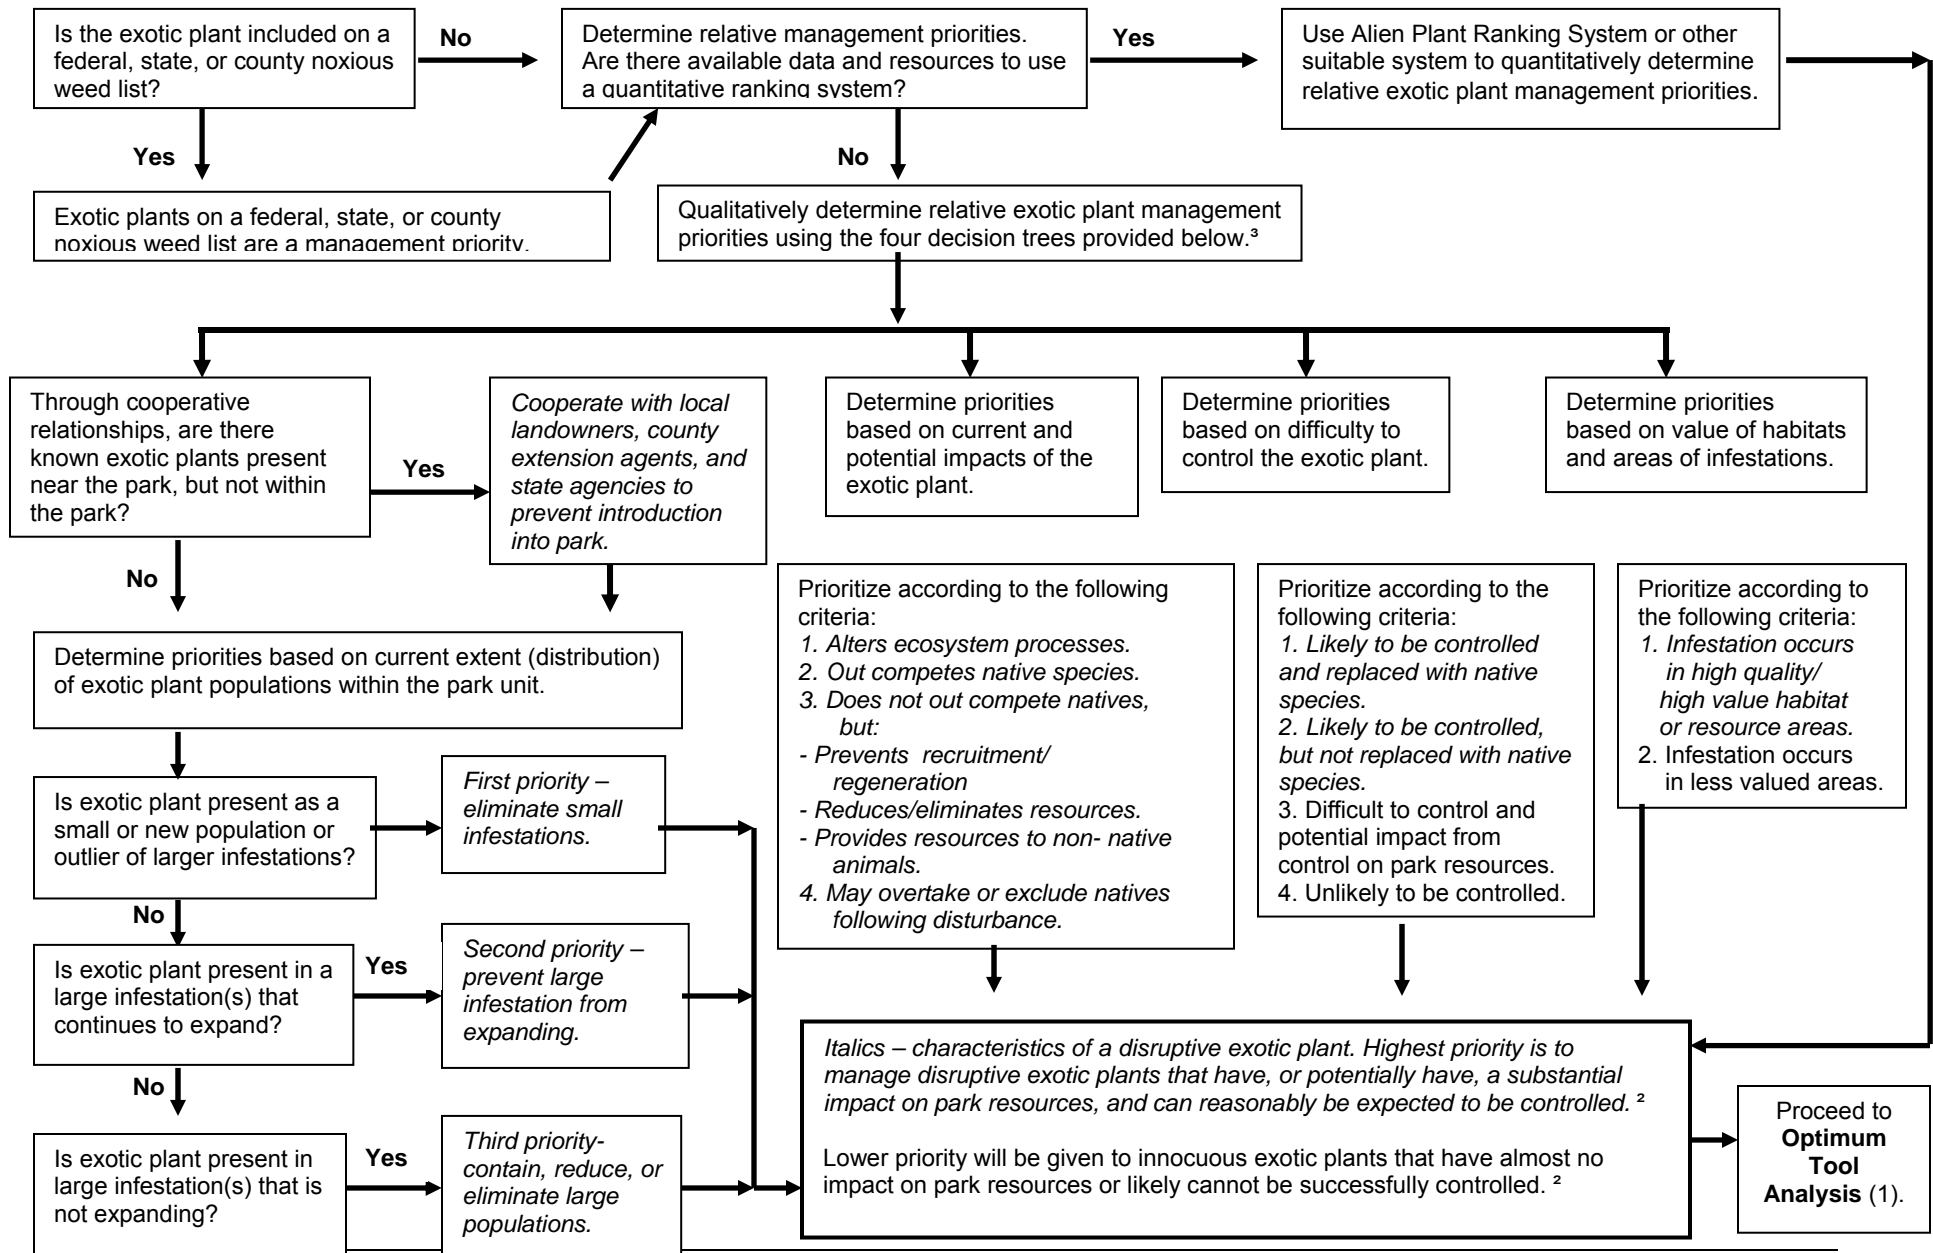 Is the exotic plant included on a
federal, state, or county noxious
weed list?
No
Determine relative management priorities.
Are there available data and resources to use
a quantitative ranking system?
Yes
Use Alien Plant Ranking System or other
suitable system to quantitatively determine
relative exotic plant management priorities.
Yes
No
Exotic plants on a federal, state, or county
noxious weed list are a management priority.
Qualitatively determine relative exotic plant management
priorities using the four decision trees provided below.³
Through cooperative
relationships, are there
known exotic plants present
near the park, but not within
the park?
Yes
Cooperate with local
landowners, county
extension agents, and
state agencies to
prevent introduction
into park.
Determine priorities
based on current and
potential impacts of the
exotic plant.
Determine priorities
based on difficulty to
control the exotic plant.
Determine priorities
based on value of habitats
and areas of infestations.
No
Determine priorities based on current extent (distribution)
of exotic plant populations within the park unit.
Prioritize according to the following
criteria:
1. Alters ecosystem processes.
2. Out competes native species.
3. Does not out compete natives,
but:
- Prevents recruitment/
regeneration
- Reduces/eliminates resources.
- Provides resources to non- native
animals.
4. May overtake or exclude natives
following disturbance.
Prioritize according to the
following criteria:
1. Likely to be controlled
and replaced with native
species.
2. Likely to be controlled,
but not replaced with native
species.
3. Difficult to control and
potential impact from
control on park resources.
4. Unlikely to be controlled.
Prioritize according to
the following criteria:
1. Infestation occurs
in high quality/
high value habitat
or resource areas.
2. Infestation occurs
in less valued areas.
Is exotic plant present as a
small or new population or
outlier of larger infestations?
First priority –
eliminate small
infestations.
No
Is exotic plant present in a
large infestation(s) that
continues to expand?
Yes
Second priority –
prevent large
infestation from
expanding.
No
Is exotic plant present in
large infestation(s) that is
not expanding?
Yes
Third priority-
contain, reduce, or
eliminate large
populations.
Italics – characteristics of a disruptive exotic plant. Highest priority is to
manage disruptive exotic plants that have, or potentially have, a substantial
impact on park resources, and can reasonably be expected to be controlled. ²
Lower priority will be given to innocuous exotic plants that have almost no
impact on park resources or likely cannot be successfully controlled. ²
Proceed to
Optimum
Tool
Analysis (1).